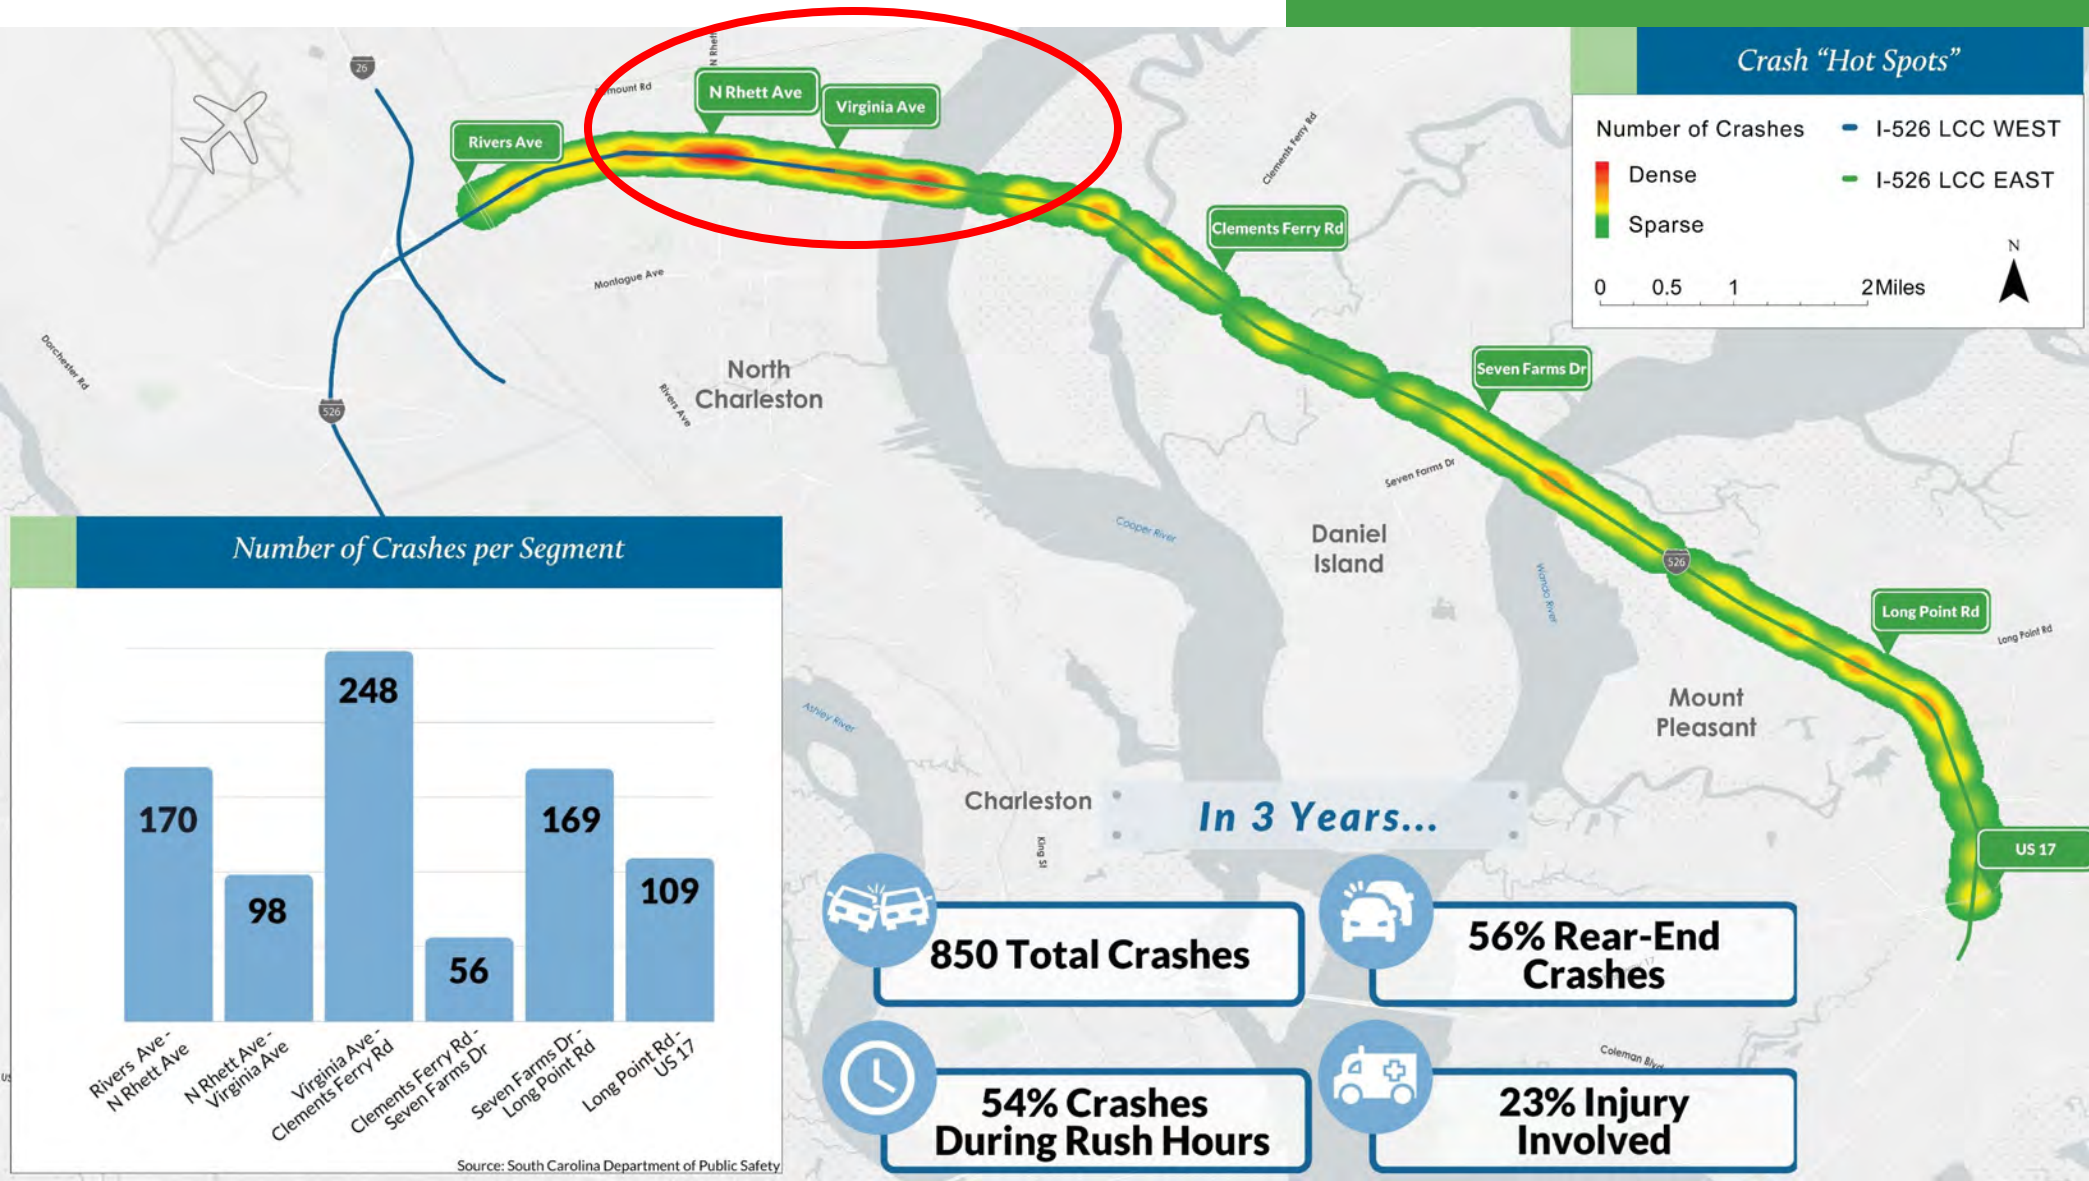 Crash “Hot Spots”
Number of Crashes
Dense
Sparse
I-526 LCC WEST
I-526 LCC EAST
0 0.5 1 2Miles
N
26
N Rhett
mount Rd
N Rhett Ave
Virginia Ave
Rivers Ave
Clements Ferry Rd
Clements Ferry Rd
Montague Ave
Dorchester Rd
526
Rivers Ave
North
Charleston
Seven Farms Dr
Seven Farms Dr
Cooper River
Daniel
Island
Wando River
526
Long Point Rd
Long Point Rd
Mount
Pleasant
Ashley River
Charleston
King St
US 17
Coleman Blvd
US
Number of Crashes per Segment
248
170
169
98
109
56
Rivers Ave -
N Rhett Ave
N Rhett Ave -
Virginia Ave
Virginia Ave -
Clements Ferry Rd
Clements Ferry Rd -
Seven Farms Dr
Seven Farms Dr -
Long Point Rd
Long Point Rd -
US 17
Source: South Carolina Department of Public Safety
In 3 Years...
850 Total Crashes
56% Rear-End
Crashes
54% Crashes
During Rush Hours
23% Injury
Involved